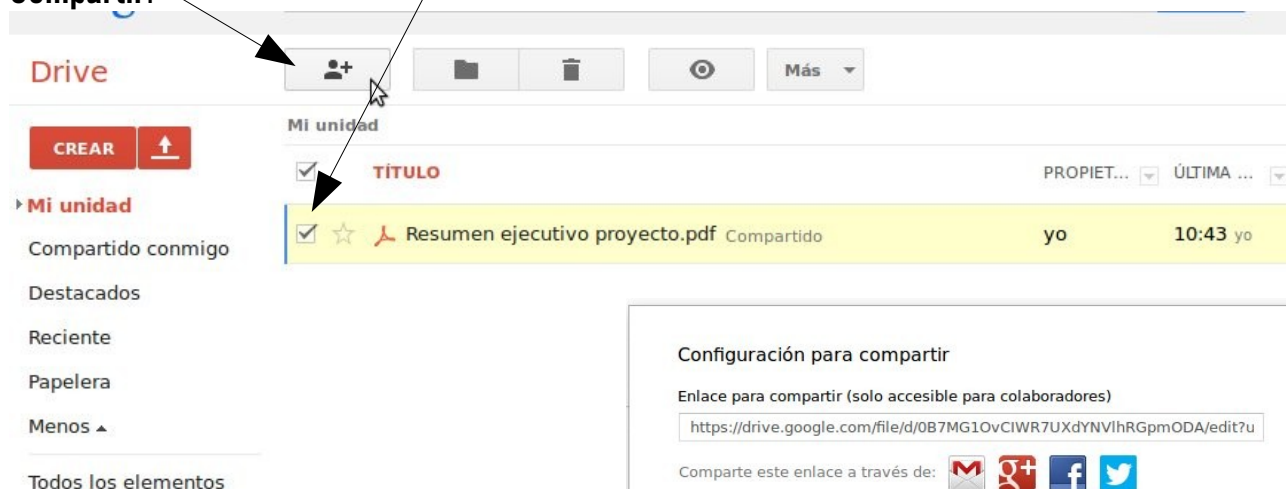 Compartir.
Drive
Más
Mi unidad
CREAR
TÍTULO
PROPIET...
ÚLTIMA ...
Mi unidad
Resumen ejecutivo proyecto.pdf Compartido
yo
10:43 yo
Compartido conmigo
Destacados
Reciente
Papelera
Menos
Todos los elementos
Configuración para compartir
Enlace para compartir (solo accesible para colaboradores)
https://drive.google.com/file/d/0B7MG1OvCIWR7UXdYNVlhRGpmODA/edit?u
Comparte este enlace a través de: